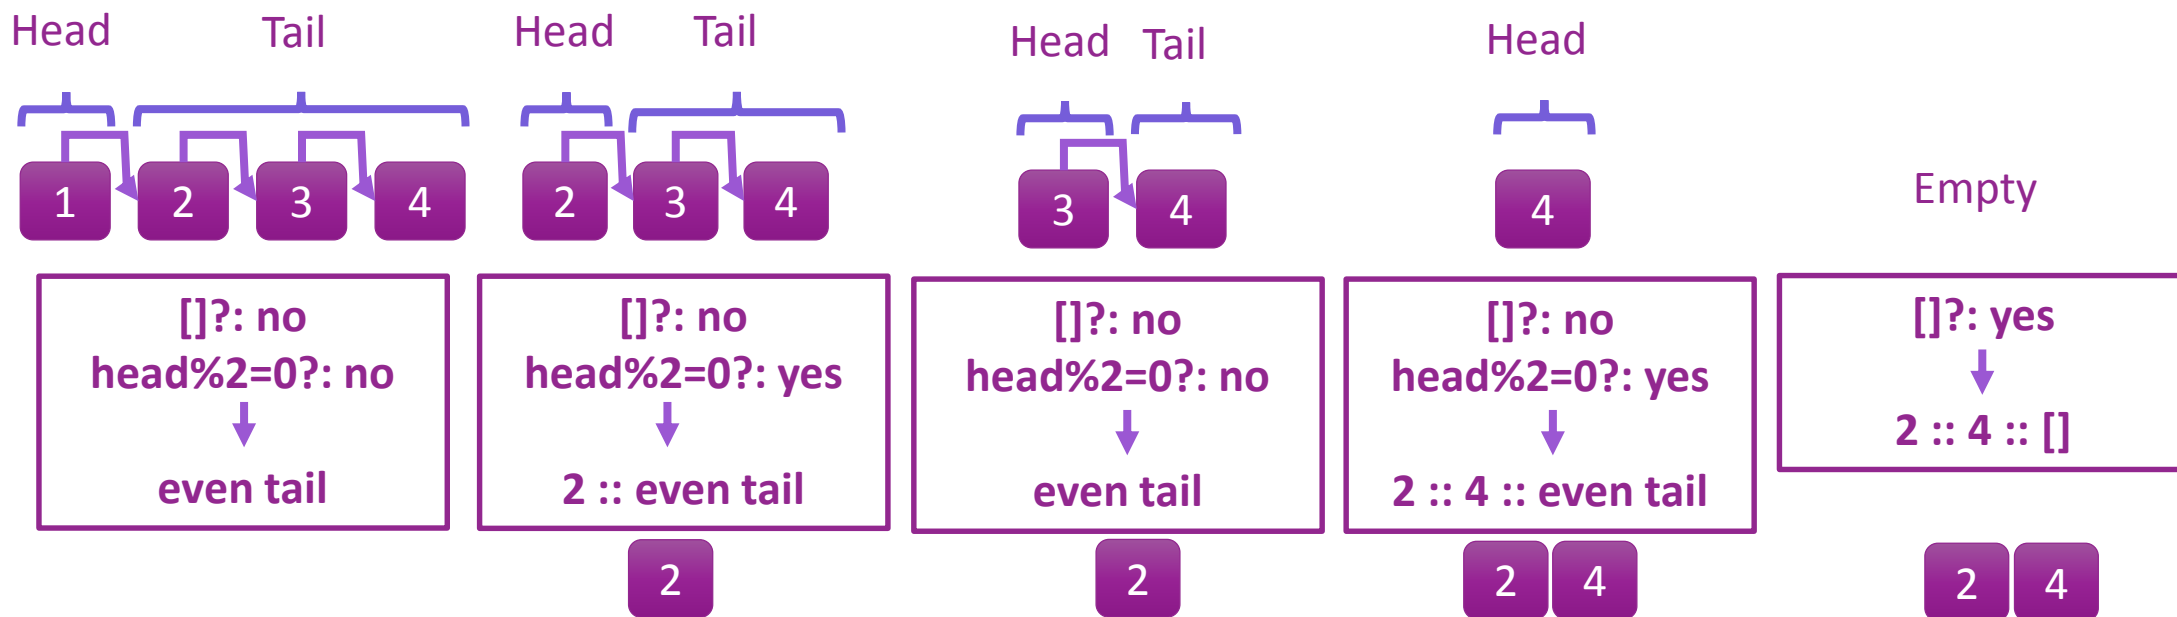 Head Tail
1 2 3 4
[]?: no
head%2=0?: no
even tail
Head Tail
2 3 4
[]?: no
head%2=0?: yes
2 :: even tail
2
Head Tail
3 4
[]?: no
head%2=0?: no
even tail
2
Head
4
[]?: no
head%2=0?: yes
2 :: 4 :: even tail
2 4
Empty
[]?: yes
2 :: 4 :: []
2 4